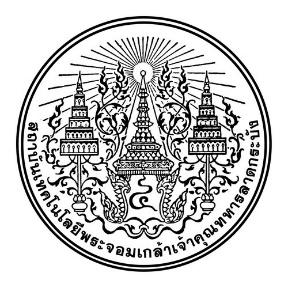 สถาบันเทคโนโลยีพระจอมเกล้าเจ้าคุณทหารลาดกระบัง
๔